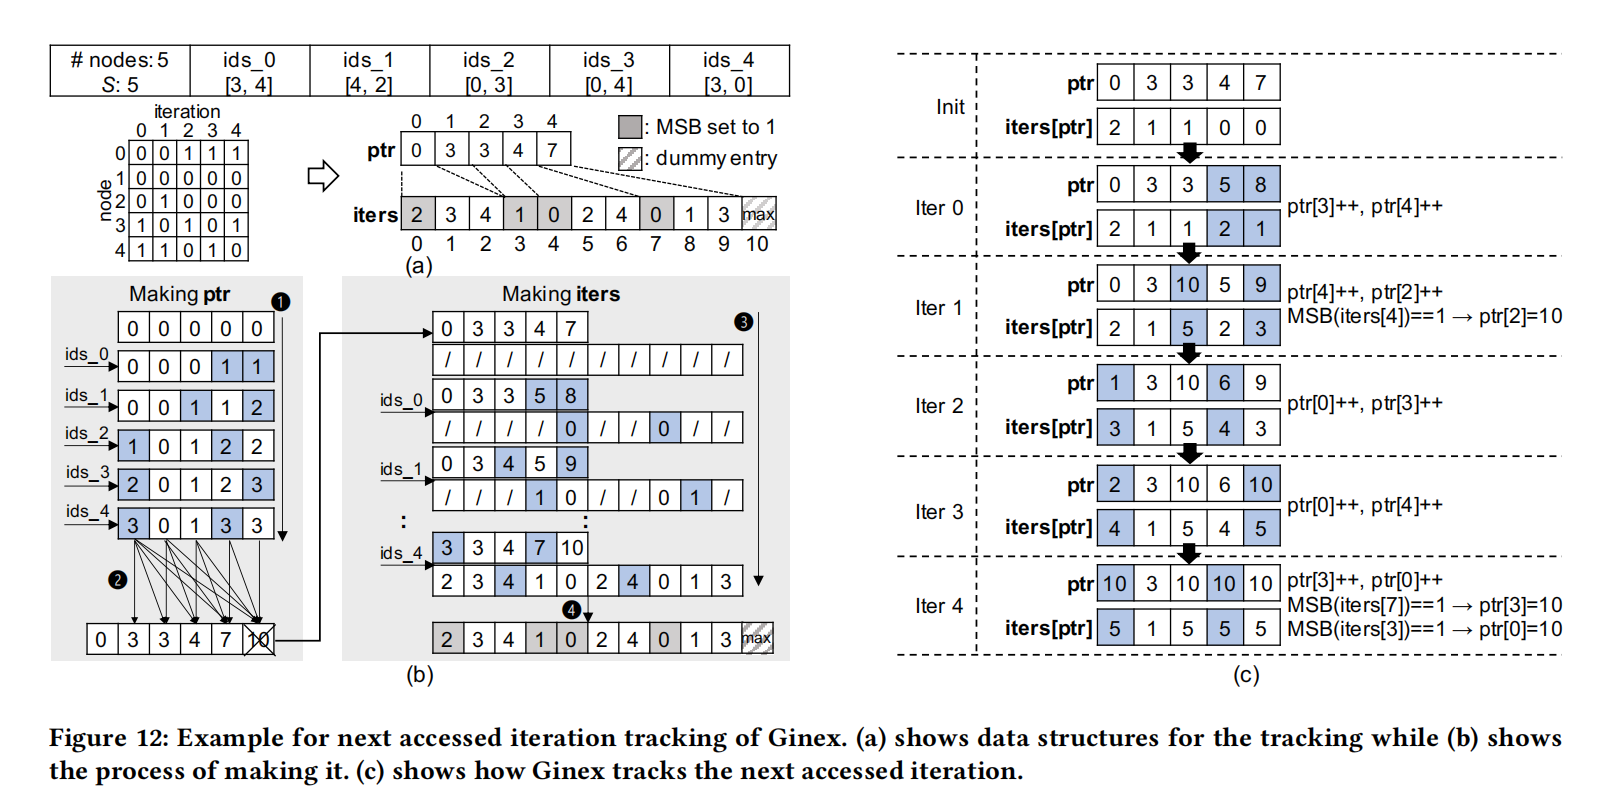 # nodes: 5
S: 5
ids_0
[3, 4]
ids_1
[4, 2]
ids_2
[0, 3]
ids_3
[0, 4]
ids_4
[3, 0]
iteration
0 1 2 3 4
node
0 0 0 1 1 1
1 0 0 0 0 0
2 0 1 0 0 0
3 1 0 1 0 1
4 1 1 0 1 0
0 1 2 3 4
ptr 0 3 3 4 7
: MSB set to 1
: dummy entry
iters 2 3 4 1 0 2 4 0 1 3 max
0 1 2 3 4 5 6 7 8 9 10
(a)
Making ptr
❶
0 0 0 0 0
ids_0
0 0 0 1 1
ids_1
0 0 1 1 2
ids_2
1 0 1 2 2
ids_3
2 0 1 2 3
ids_4
3 0 1 3 3
❷
0 3 3 4 7 10
Making iters
❸
0 3 3 4 7
/ / / / / / / / / /
ids_0
0 3 3 5 8
/ / / / 0 / / 0 / /
ids_1
0 3 4 5 9
/ / / 1 0 / / 0 1 /
: :
ids_4
3 3 4 7 10
2 3 4 1 0 2 4 0 1 3
❹
2 3 4 1 0 2 4 0 1 3 max
(b)
Init
ptr 0 3 3 4 7
iters[ptr] 2 1 1 0 0
Iter 0
ptr 0 3 3 5 8
iters[ptr] 2 1 1 2 1
ptr[3]++, ptr[4]++
Iter 1
ptr 0 3 10 5 9
iters[ptr] 2 1 5 2 3
ptr[4]++, ptr[2]++
MSB(iters[4])==1 → ptr[2]=10
Iter 2
ptr 1 3 10 6 9
iters[ptr] 3 1 5 4 3
ptr[0]++, ptr[3]++
Iter 3
ptr 2 3 10 6 10
iters[ptr] 4 1 5 4 5
ptr[0]++, ptr[4]++
Iter 4
ptr 10 3 10 10 10
iters[ptr] 5 1 5 5 5
ptr[3]++, ptr[0]++
MSB(iters[7])==1 → ptr[3]=10
MSB(iters[3])==1 → ptr[0]=10
(c)
Figure 12: Example for next accessed iteration tracking of Ginex. (a) shows data structures for the tracking while (b) shows
the process of making it. (c) shows how Ginex tracks the next accessed iteration.